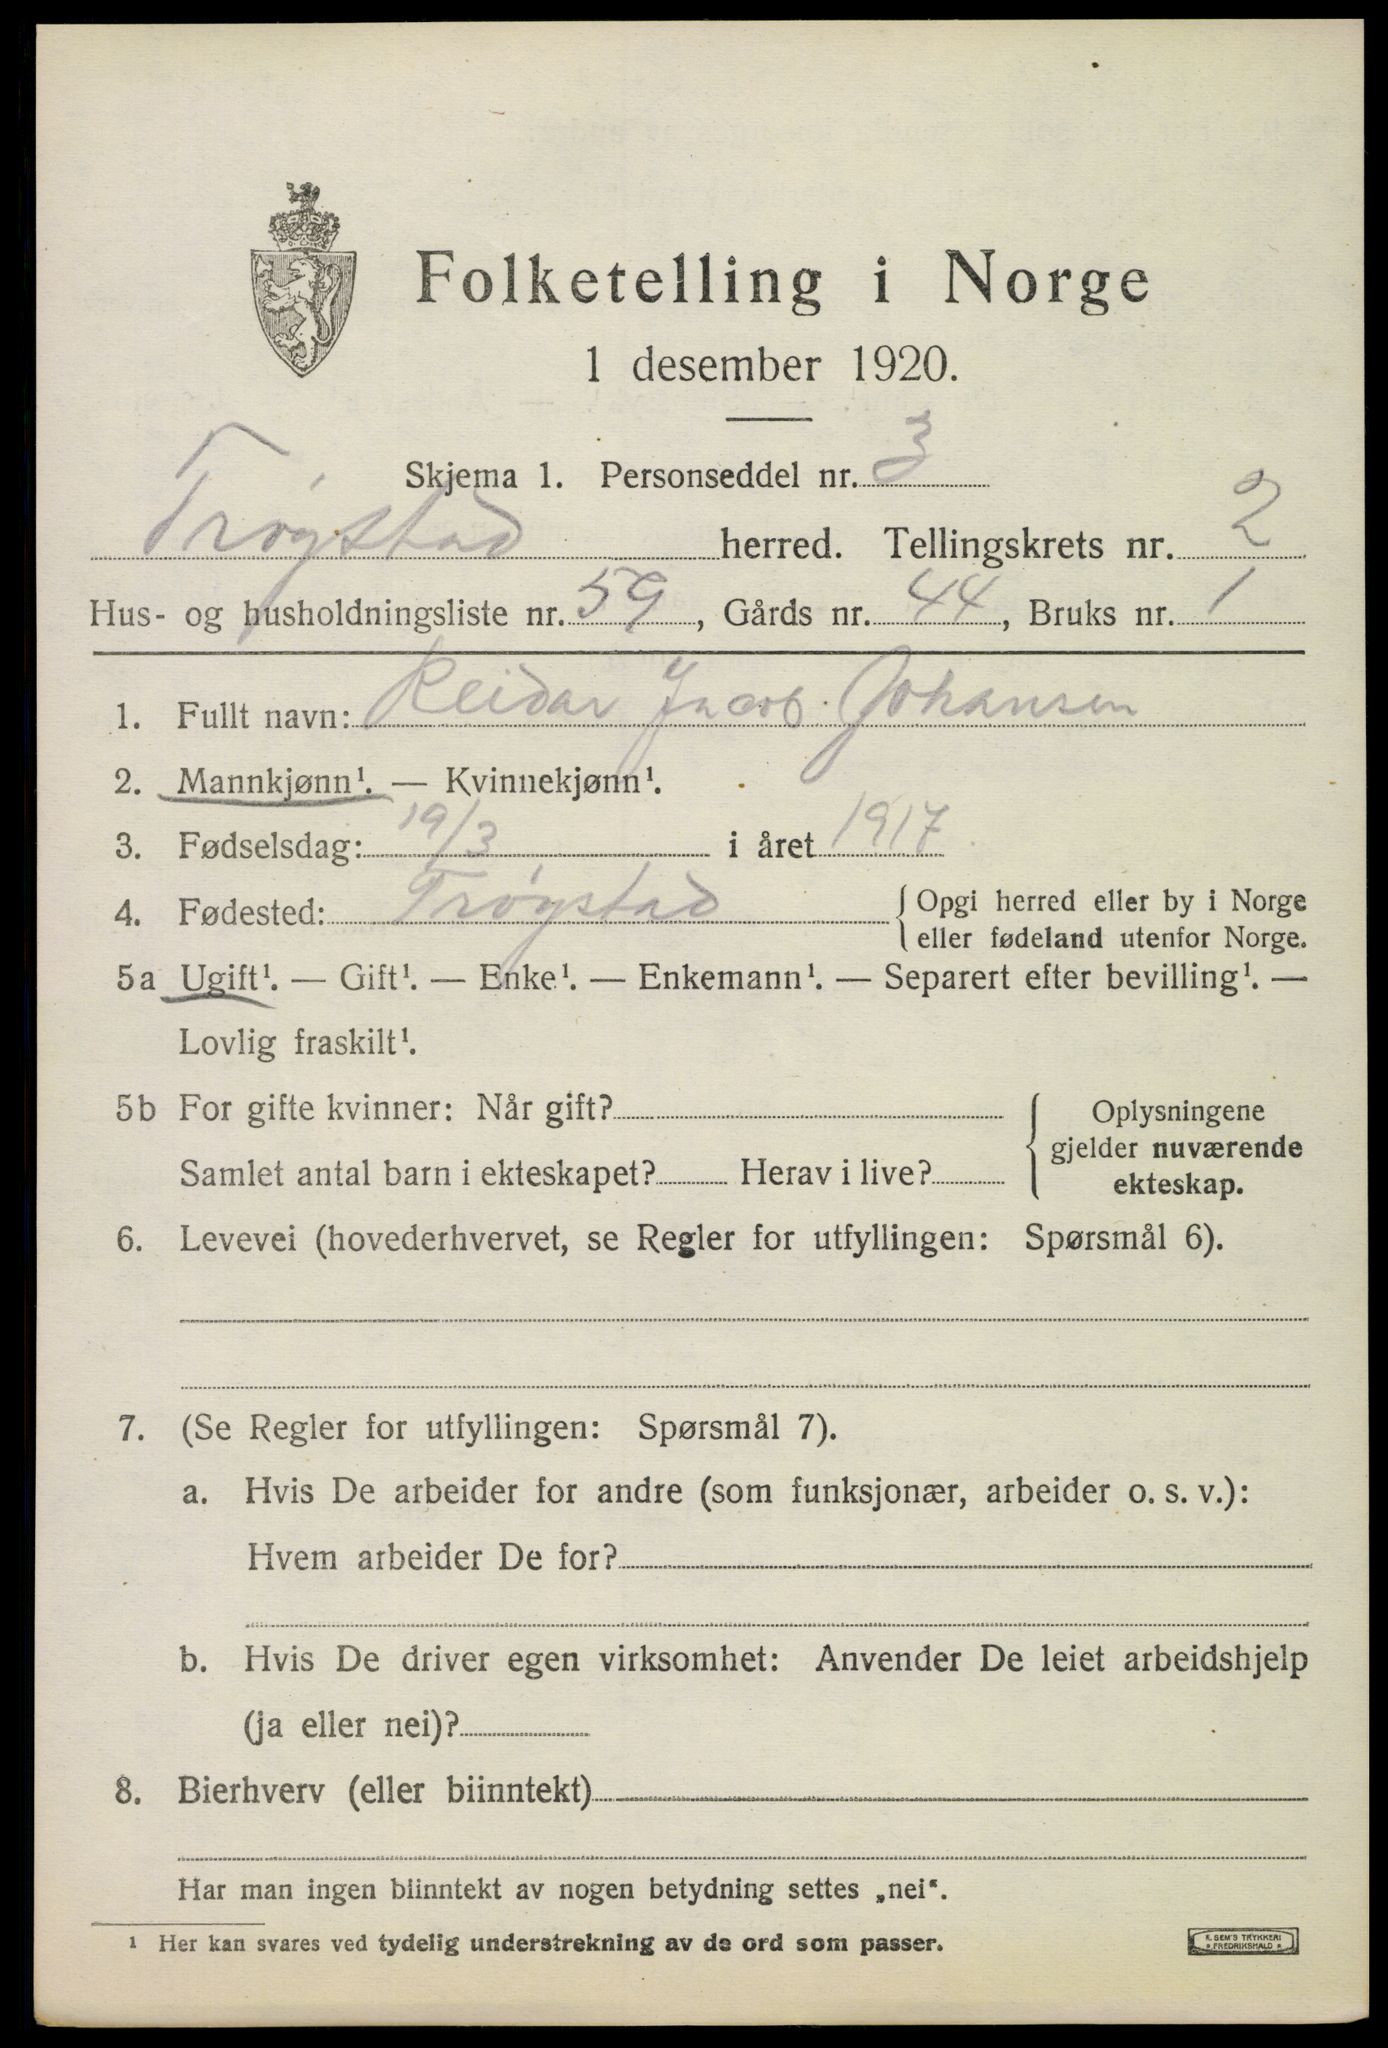 Folketelling i Norge
1 desember 1920.
Skjema 1. Personseddel nr. 3
Trøgstad herred. Tellingskrets nr. 2
Hus- og husholdningsliste nr. 59, Gårds nr. 44, Bruks nr. 1
1. Fullt navn: Reidar Jacob Johansen
2. Mannkjønn¹. — Kvinnekjønn¹.
3. Fødselsdag: 19/3 i året 1917
4. Fødested: Trøgstad { Opgi herred eller by i Norge
eller fødeland utenfor Norge.
5a Ugift¹. — Gift¹. — Enke¹. — Enkemann¹. — Separert efter bevilling¹. —
Lovlig fraskilt¹.
5b For gifte kvinner: Når gift?
Samlet antal barn i ekteskapet? Herav i live?
{ Oplysningene
gjelder nuværende
ekteskap.
6. Levevei (hovederhvervet, se Regler for utfyllingen: Spørsmål 6).
7. (Se Regler for utfyllingen: Spørsmål 7).
a. Hvis De arbeider for andre (som funksjonær, arbeider o. s. v.):
Hvem arbeider De for?
b. Hvis De driver egen virksomhet: Anvender De leiet arbeidshjelp
(ja eller nei)?
8. Bierhverv (eller biinntekt)
Har man ingen biinntekt av nogen betydning settes „nei".
¹ Her kan svares ved tydelig understrekning av de ord som passer.
E. SEM'S TRYKKERI
* FREDRIKSHALD *